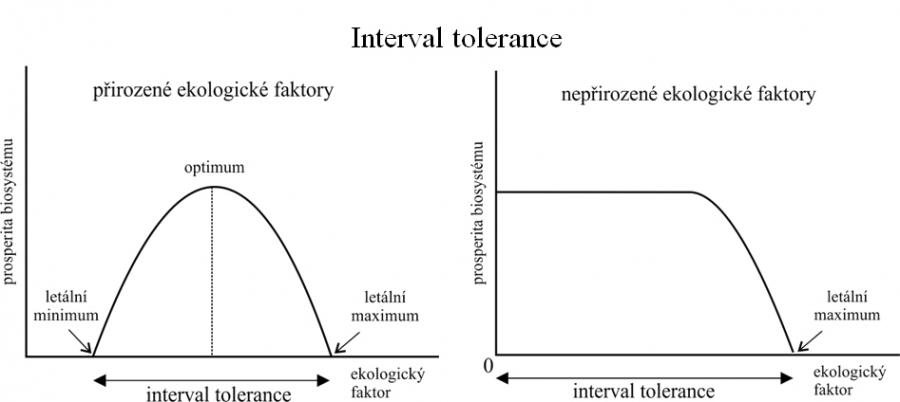 Interval tolerance
přirozené ekologické faktory
prosperita biosystému
optimum
letální
minimum
letální
maximum
interval tolerance
ekologický
faktor
nepřirozené ekologické faktory
prosperita biosystému
letální
maximum
0
interval tolerance
ekologický
faktor